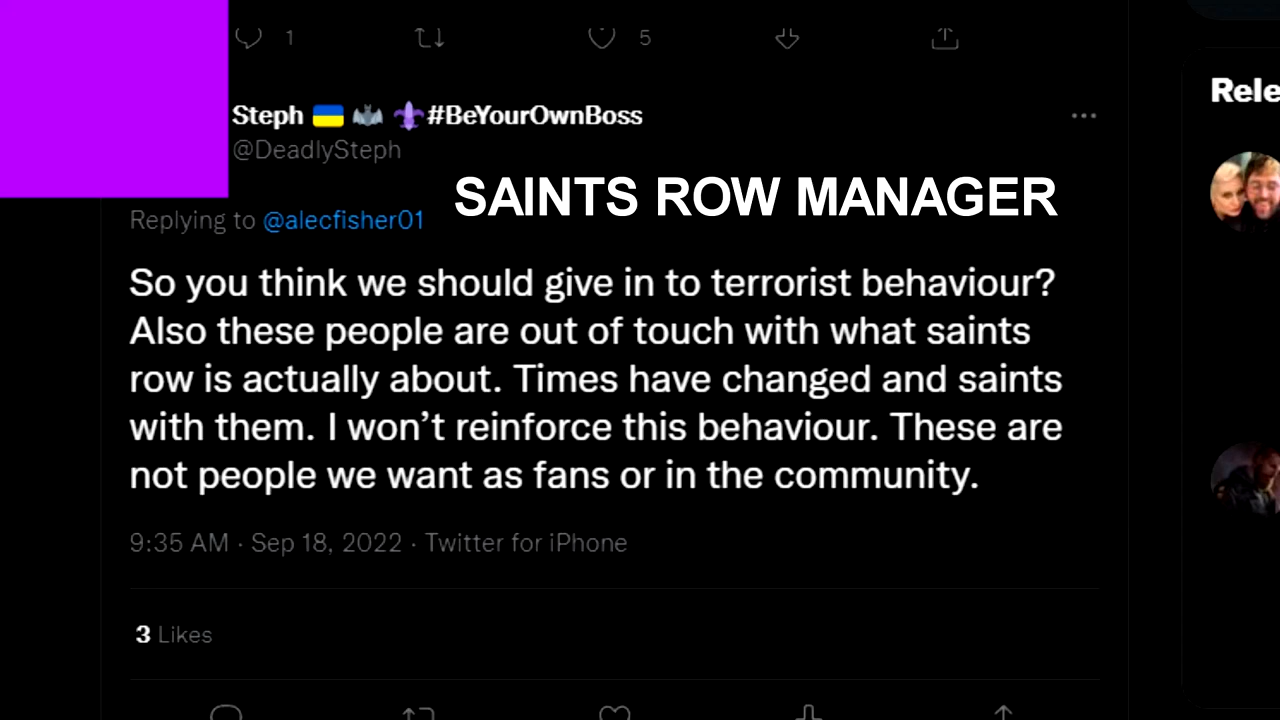 1
5
Steph 🇺🇦 🦇 ⚜#BeYourOwnBoss
@DeadlySteph
SAINTS ROW MANAGER
Replying to @alecfisher01
So you think we should give in to terrorist behaviour?
Also these people are out of touch with what saints
row is actually about. Times have changed and saints
with them. I won’t reinforce this behaviour. These are
not people we want as fans or in the community.
9:35 AM · Sep 18, 2022 · Twitter for iPhone
3 Likes
Rele